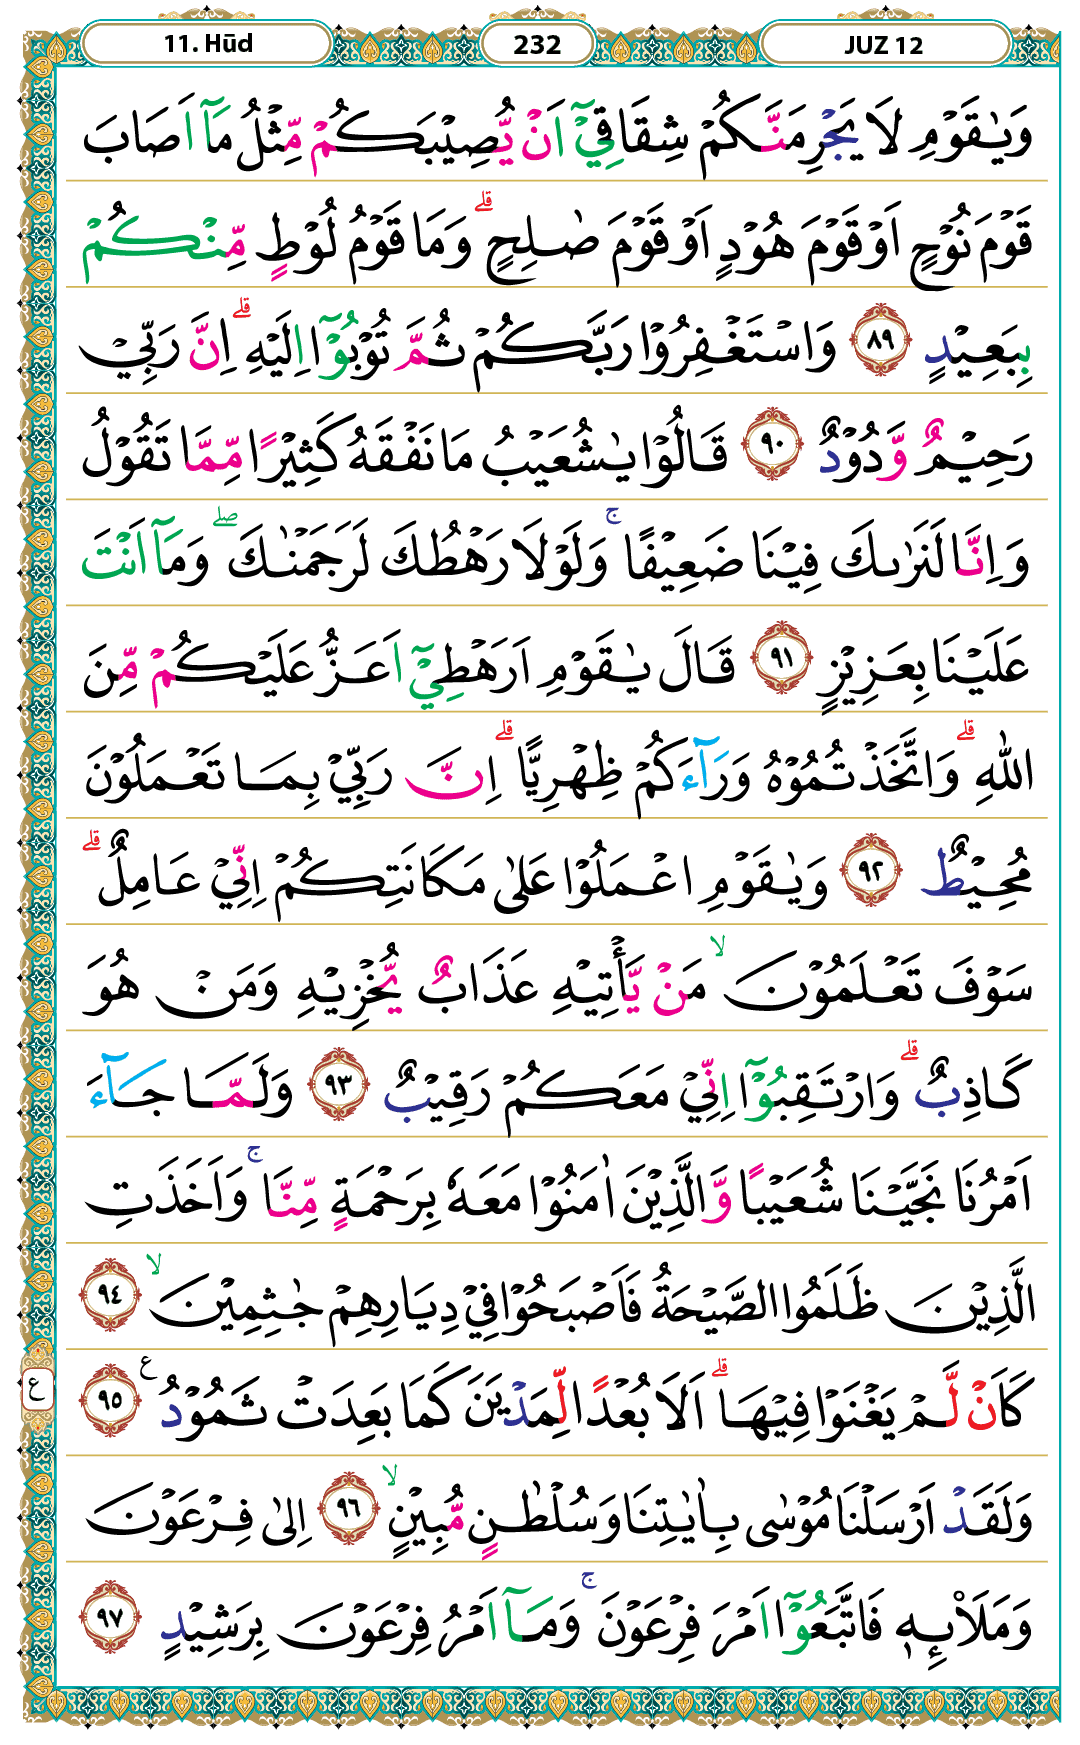 11. Hūd
232
JUZ 12
وَيٰقَوْمِ لَا يَجْرِمَنَّكُمْ شِقَاقِيْٓ اَنْ يُّصِيْبَكُمْ مِّثْلُ مَآ اَصَابَ
قَوْمَ نُوْحٍ اَوْ قَوْمَ هُوْدٍ اَوْ قَوْمَ صٰلِحٍ ۗ وَمَا قَوْمُ لُوْطٍ مِّنْكُمْ
بِبَعِيْدٍ ٨٩ وَاسْتَغْفِرُوْا رَبَّكُمْ ثُمَّ تُوْبُوْٓا اِلَيْهِ ۗ اِنَّ رَبِّيْ
رَحِيْمٌ وَّدُوْدٌ ٩٠ قَالُوْا يٰشُعَيْبُ مَا نَفْقَهُ كَثِيْرًا مِّمَّا تَقُوْلُ
وَاِنَّا لَنَرٰىكَ فِيْنَا ضَعِيْفًا ۚ وَلَوْلَا رَهْطُكَ لَرَجَمْنٰكَ ۖ وَمَآ اَنْتَ
عَلَيْنَا بِعَزِيْزٍ ٩١ قَالَ يٰقَوْمِ اَرَهْطِيْٓ اَعَزُّ عَلَيْكُمْ مِّنَ
اللّٰهِ ۗ وَاتَّخَذْتُمُوْهُ وَرَآءَكُمْ ظِهْرِيًّا ۗ اِنَّ رَبِّيْ بِمَا تَعْمَلُوْنَ
مُحِيْطٌ ٩٢ وَيٰقَوْمِ اعْمَلُوْا عَلٰى مَكَانَتِكُمْ اِنِّيْ عَامِلٌ ۗ
سَوْفَ تَعْلَمُوْنَ ۙ مَنْ يَّأْتِيْهِ عَذَابٌ يُّخْزِيْهِ وَمَنْ هُوَ
كَاذِبٌ ۗ وَارْتَقِبُوْٓا اِنِّيْ مَعَكُمْ رَقِيْبٌ ٩٣ وَلَمَّا جَآءَ
اَمْرُنَا نَجَّيْنَا شُعَيْبًا وَّالَّذِيْنَ اٰمَنُوْا مَعَهٗ بِرَحْمَةٍ مِّنَّا ۚ وَاَخَذَتِ
الَّذِيْنَ ظَلَمُوا الصَّيْحَةُ فَاَصْبَحُوْا فِيْ دِيَارِهِمْ جٰثِمِيْنَ ۙ ٩٤
كَاَنْ لَّمْ يَغْنَوْا فِيْهَا ۗ اَلَا بُعْدًا لِّمَدْيَنَ كَمَا بَعِدَتْ ثَمُوْدُ ع ٩٥
ع
وَلَقَدْ اَرْسَلْنَا مُوْسٰى بِاٰيٰتِنَا وَسُلْطٰنٍ مُّبِيْنٍ ۙ ٩٦ اِلٰى فِرْعَوْنَ
وَمَلَا۟ىِٕهٖ فَاتَّبَعُوْٓا اَمْرَ فِرْعَوْنَ ۚ وَمَآ اَمْرُ فِرْعَوْنَ بِرَشِيْدٍ ٩٧